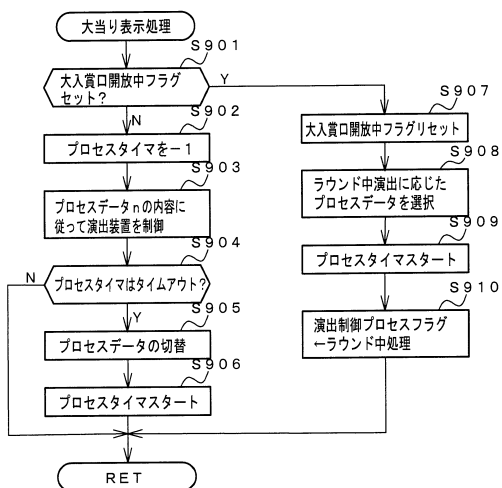 大当り表示処理
S901
大入賞口開放中フラグ
セット?
Y
N
S902
プロセスタイマを－1
S903
プロセスデータnの内容に
従って演出装置を制御
S904
プロセスタイマはタイムアウト?
N
Y
S905
プロセスデータの切替
S906
プロセスタイマスタート
S907
大入賞口開放中フラグリセット
S908
ラウンド中演出に応じた
プロセスデータを選択
S909
プロセスタイマスタート
S910
演出制御プロセスフラグ
←ラウンド中処理
RET